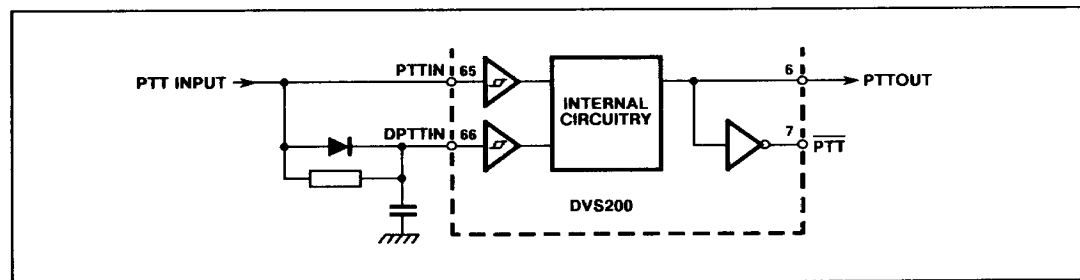 PTT INPUT
PTTIN
65
DPTTIN
66
INTERNAL
CIRCUITRY
6
PTTOUT
7
PTT
DVS200